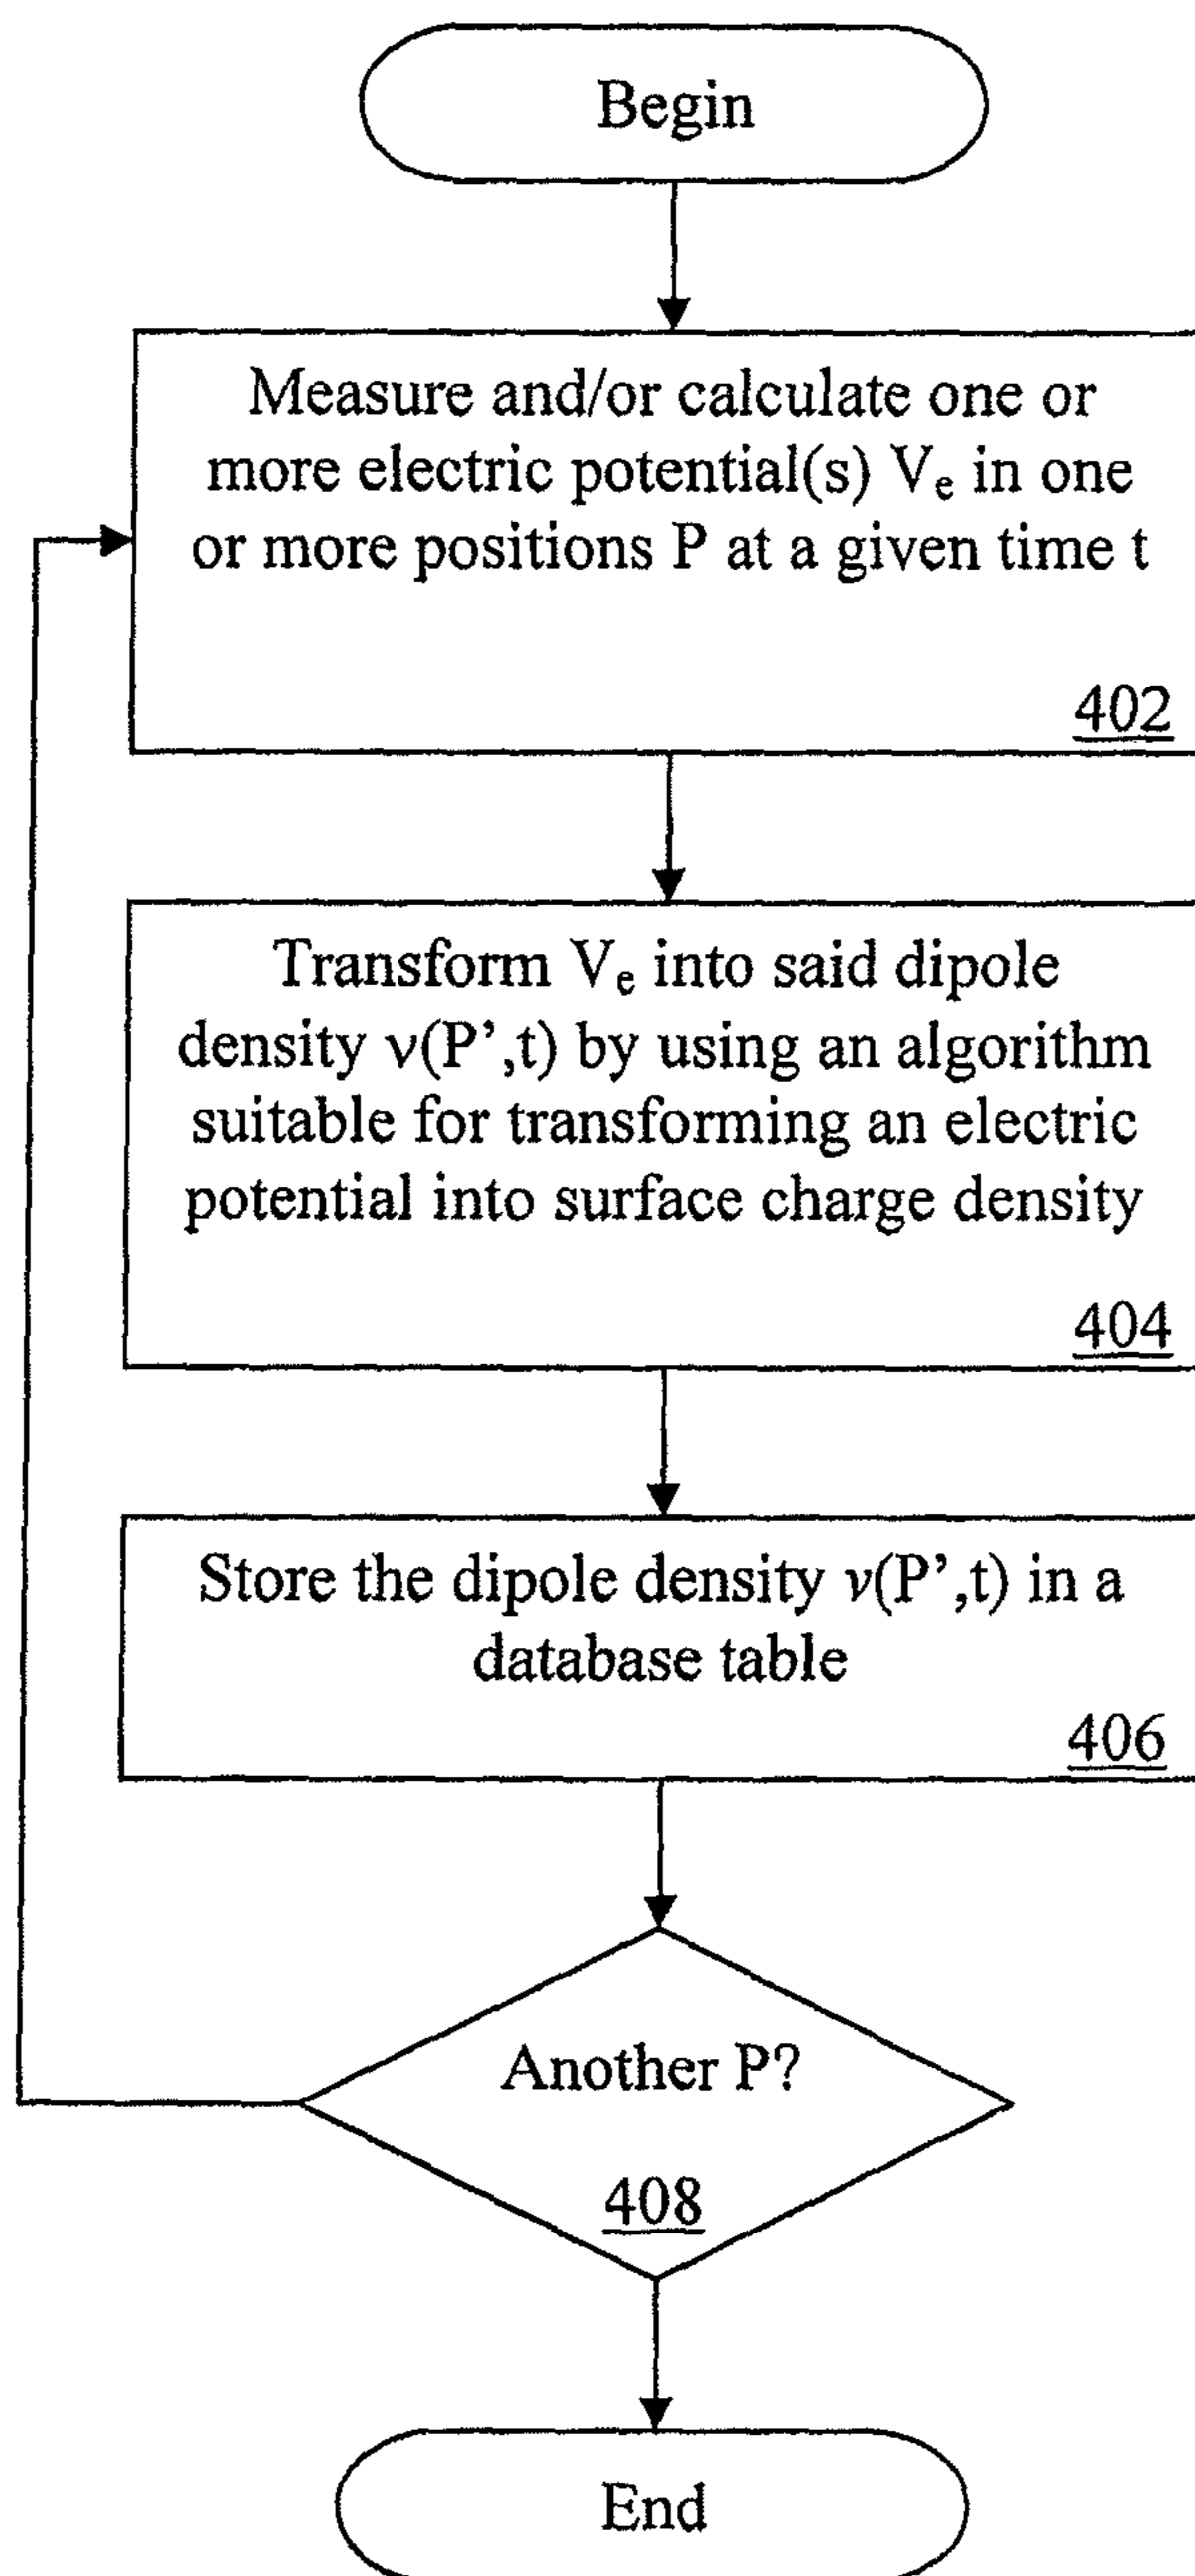 Begin
Measure and/or calculate one or
more electric potential(s) Vₑ in one
or more positions P at a given time t
402
Transform Vₑ into said dipole
density ν(P’,t) by using an algorithm
suitable for transforming an electric
potential into surface charge density
404
Store the dipole density ν(P’,t) in a
database table
406
Another P?
408
End